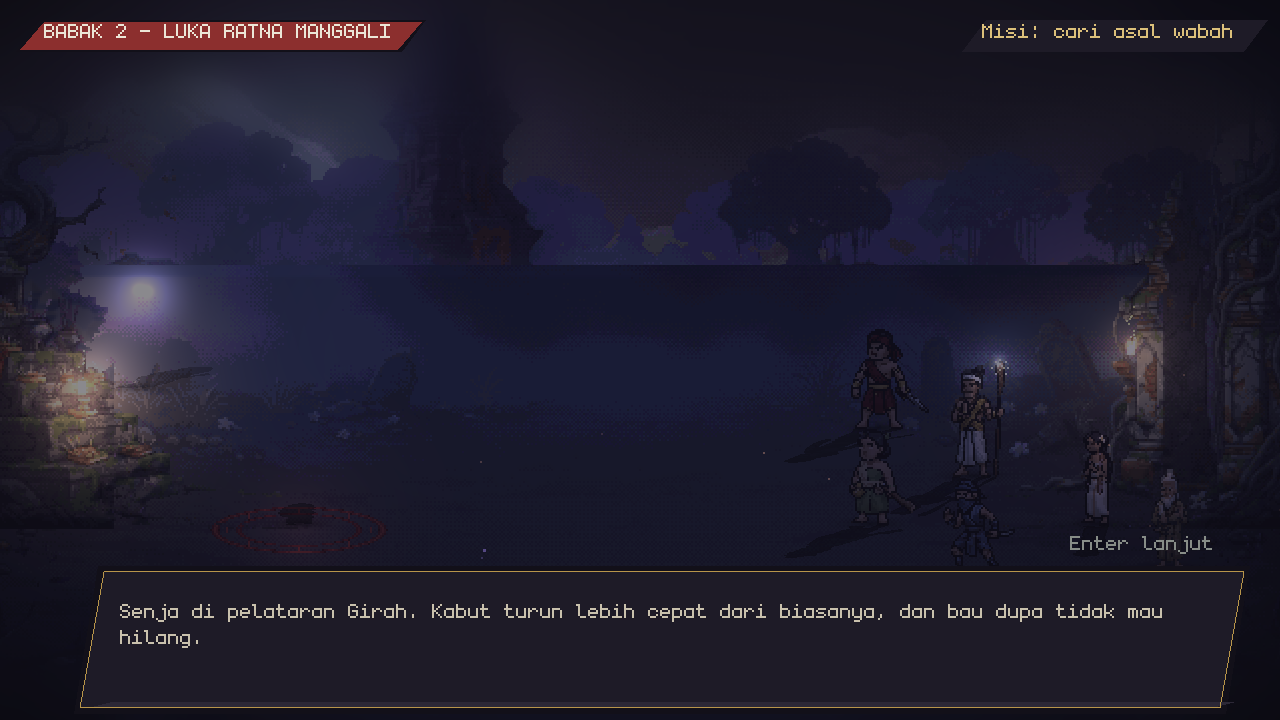 BABAK 2 – LUKA RATNA MANGGALI
Misi: cari asal wabah
Enter lanjut
Senja di pelataran Girah. Kabut turun lebih cepat dari biasanya, dan bau dupa tidak mau
hilang.